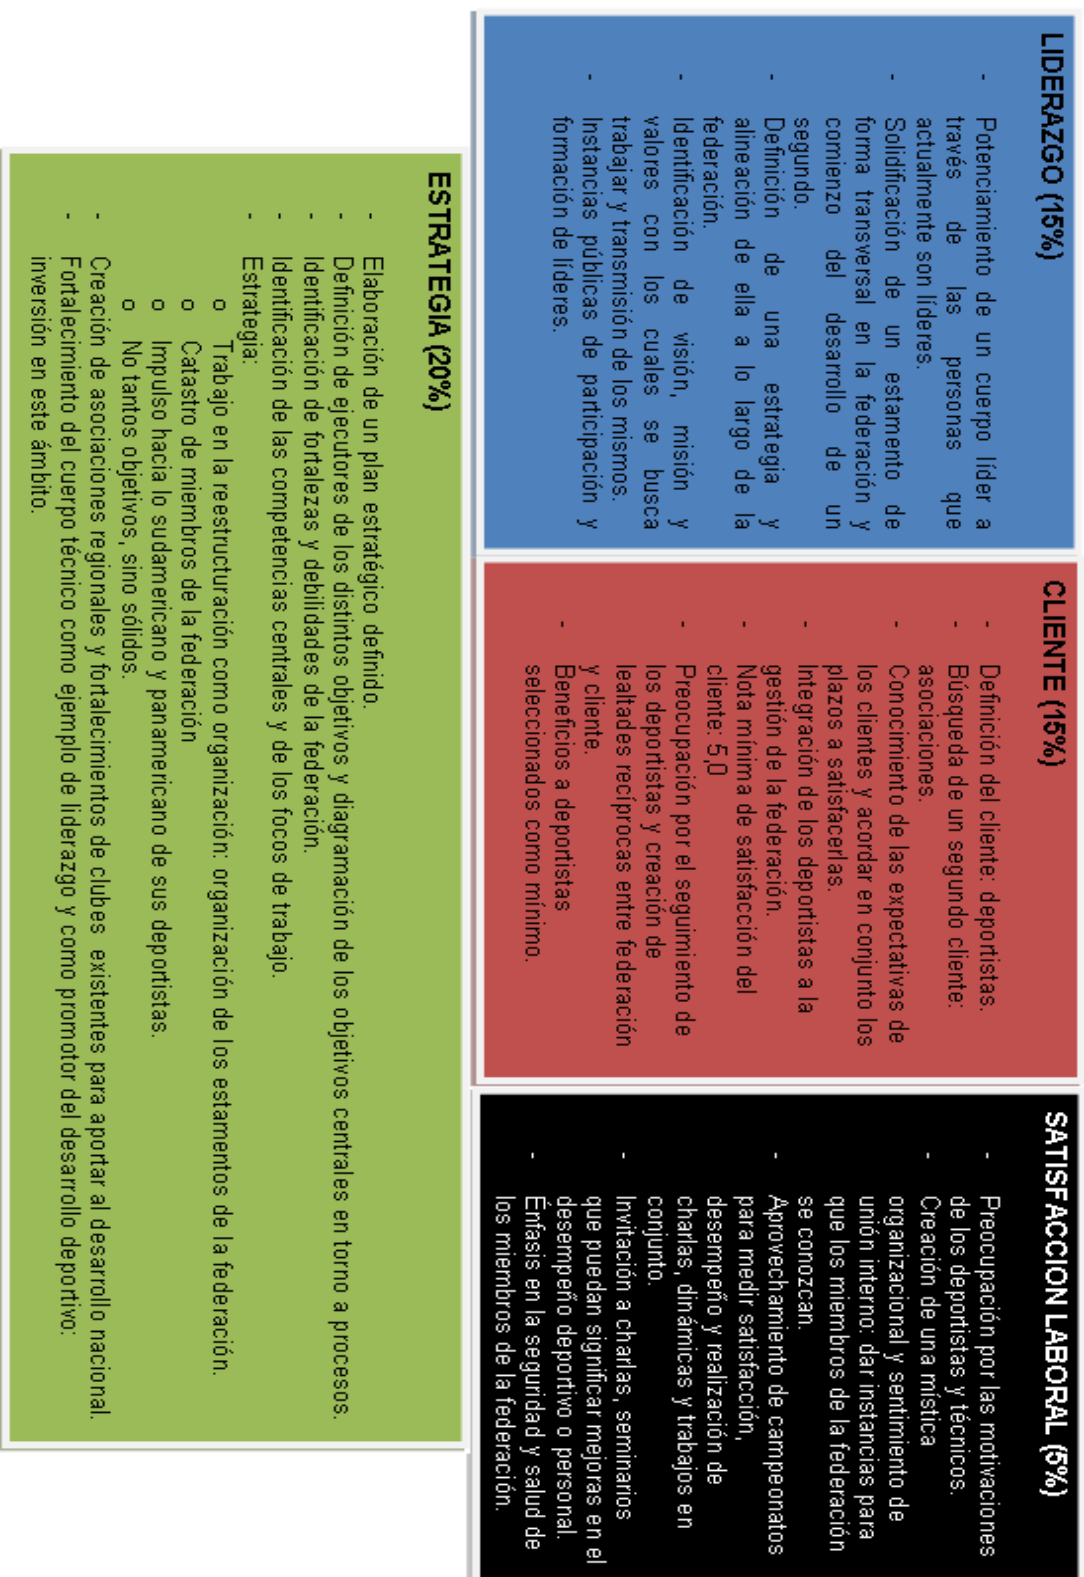 LIDERAZGO (15%)
- Potenciamiento de un cuerpo líder a
través de las personas que
actualmente son líderes.
- Solidificación de un estamento de
forma transversal en la federación y
comienzo del desarrollo de un
segundo.
- Definición de una estrategia y
alineación de ella a lo largo de la
federación.
- Identificación de visión, misión y
valores con los cuales se busca
trabajar y transmisión de los mismos.
- Instancias públicas de participación y
formación de líderes.
CLIENTE (15%)
- Definición del cliente: deportistas.
- Búsqueda de un segundo cliente:
asociaciones.
- Conocimiento de las expectativas de
los clientes y acordar en conjunto los
plazos a satisfacerlas.
- Integración de los deportistas a la
gestión de la federación.
- Nota mínima de satisfacción del
cliente: 5,0
- Preocupación por el seguimiento de
los deportistas y creación de
lealtades recíprocas entre federación
y cliente.
- Beneficios a deportistas
seleccionados como mínimo.
SATISFACCION LABORAL (5%)
- Preocupación por las motivaciones
de los deportistas y técnicos.
- Creación de una mística
organizacional y sentimiento de
unión interno: dar instancias para
que los miembros de la federación
se conozcan.
- Aprovechamiento de campeonatos
para medir satisfacción,
desempeño y realización de
charlas, dinámicas y trabajos en
conjunto.
- Invitación a charlas, seminarios
que puedan significar mejoras en el
desempeño deportivo o personal.
- Énfasis en la seguridad y salud de
los miembros de la federación.
ESTRATEGIA (20%)
- Elaboración de un plan estratégico definido.
- Definición de ejecutores de los distintos objetivos y diagramación de los objetivos centrales en torno a procesos.
- Identificación de fortalezas y debilidades de la federación.
- Identificación de las competencias centrales y de los focos de trabajo.
- Estrategia:
o Trabajo en la reestructuración como organización: organización de los estamentos de la federación.
o Catastro de miembros de la federación
o Impulso hacia lo sudamericano y panamericano de sus deportistas.
o No tantos objetivos, sino sólidos.
- Creación de asociaciones regionales y fortalecimientos de clubes existentes para aportar al desarrollo nacional.
- Fortalecimiento del cuerpo técnico como ejemplo de liderazgo y como promotor del desarrollo deportivo:
inversión en este ámbito.